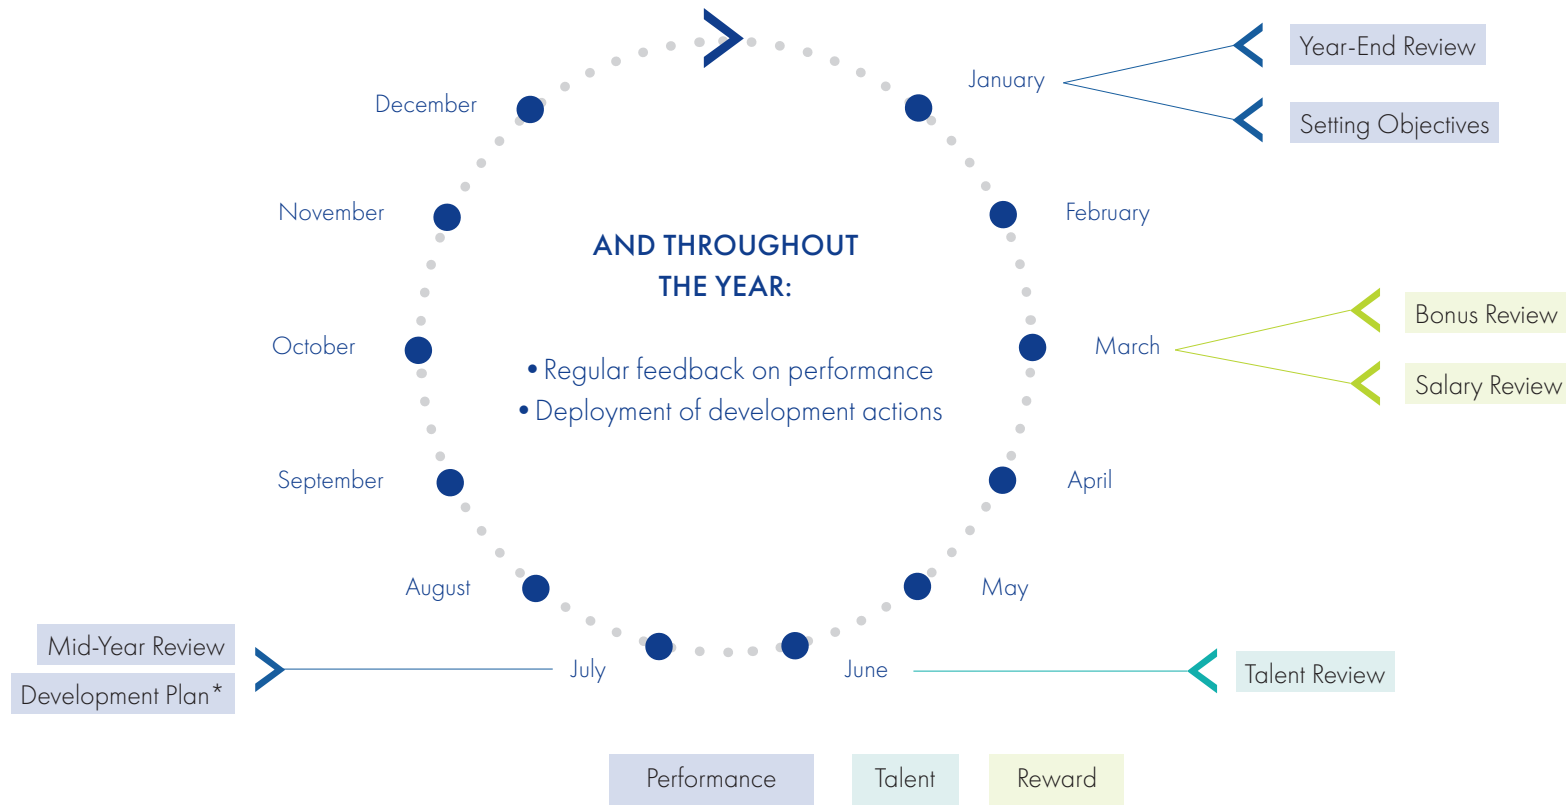 January
Year-End Review
Setting Objectives
February
March
Bonus Review
Salary Review
April
May
June
Talent Review
July
Mid-Year Review
Development Plan*
August
September
October
November
December
AND THROUGHOUT
THE YEAR:
• Regular feedback on performance
• Deployment of development actions
Performance
Talent
Reward